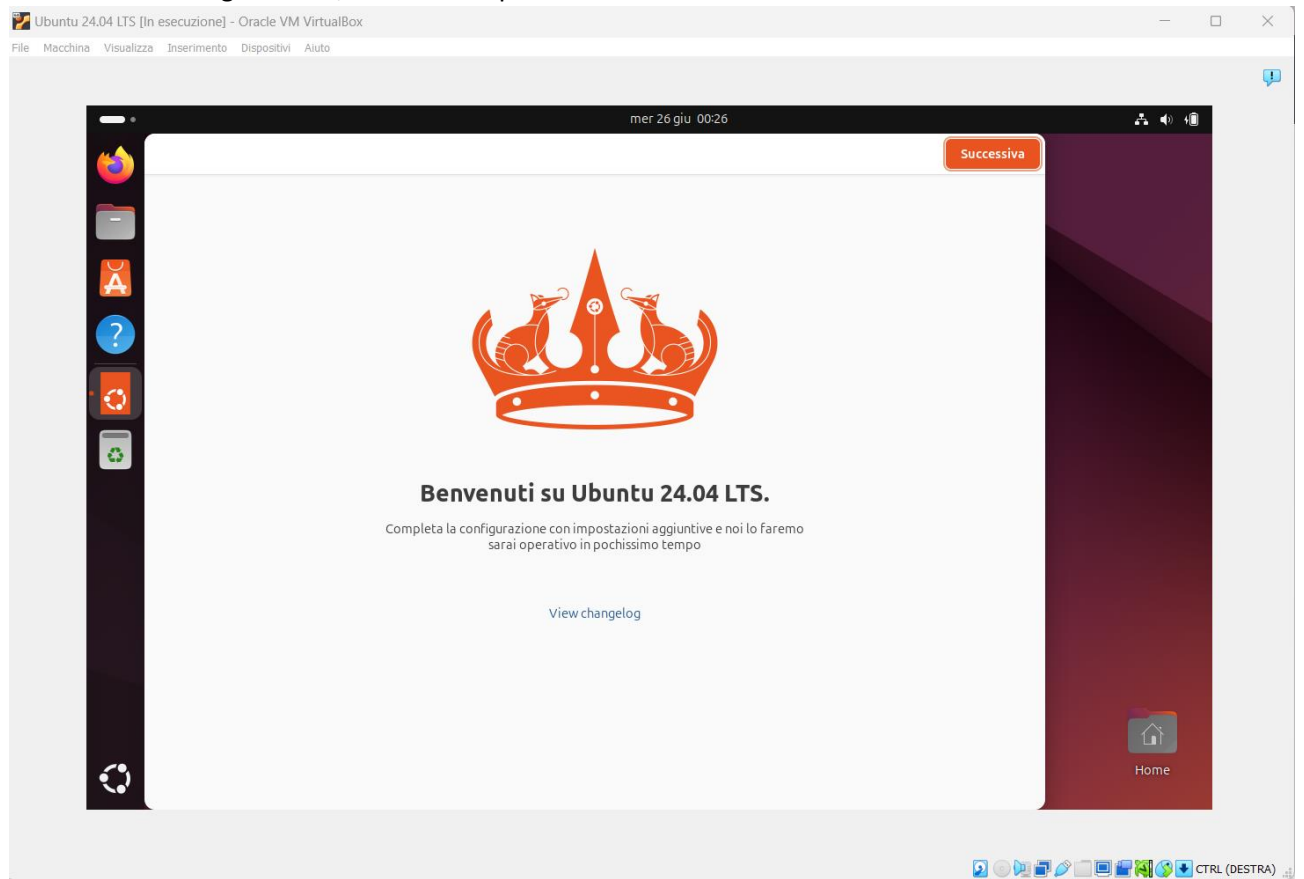 Ubuntu 24.04 LTS [In esecuzione] - Oracle VM VirtualBox
File Macchina Visualizza Inserimento Dispositivi Aiuto
mer 26 giu 00:26
Successiva
Benvenuti su Ubuntu 24.04 LTS.
Completa la configurazione con impostazioni aggiuntive e noi lo faremo
sarai operativo in pochissimo tempo
View changelog
Home
CTRL (DESTRA)